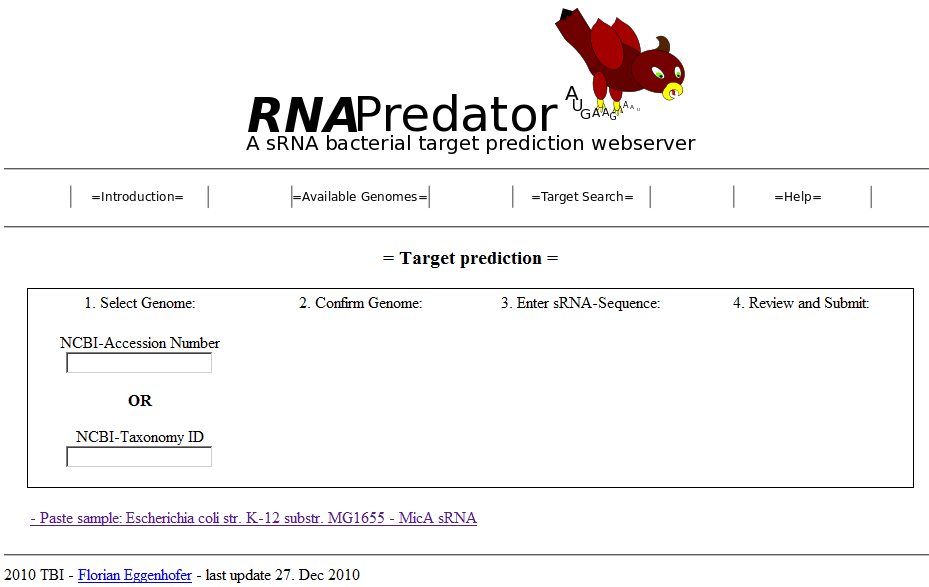 RNAPredator
A sRNA bacterial target prediction webserver
A U G A A G A A A U
=Introduction= =Available Genomes= =Target Search= =Help=
= Target prediction =
1. Select Genome: 2. Confirm Genome: 3. Enter sRNA-Sequence: 4. Review and Submit:
NCBI-Accession Number
OR
NCBI-Taxonomy ID
- Paste sample: Escherichia coli str. K-12 substr. MG1655 - MicA sRNA
2010 TBI - Florian Eggenhofer - last update 27. Dec 2010